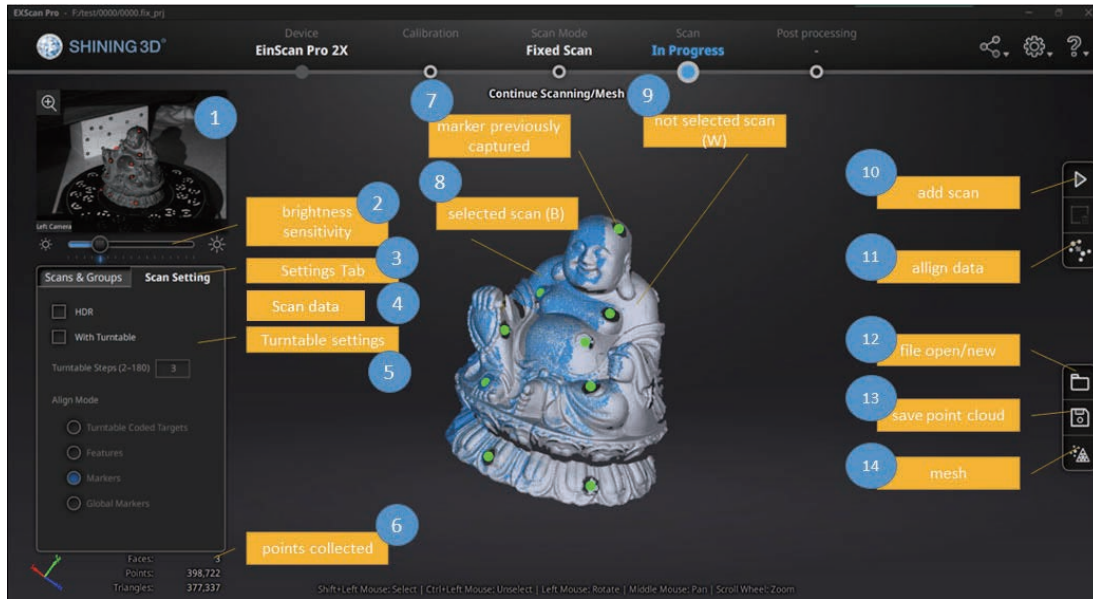 EXScan Pro - F:/test/0000/0000.fix_prj
SHINING 3D®
Device
EinScan Pro 2X
Calibration
Scan Mode
Fixed Scan
Scan
In Progress
Post processing
-
Continue Scanning/Mesh
1
Left Camera
2
brightness
sensitivity
3
Settings Tab
4
Scan data
Turntable settings
5
Scans & Groups
Scan Setting
HDR
With Turntable
Turntable Steps (2~180)
3
Align Mode
Turntable Coded Targets
Features
Markers
Global Markers
6
points collected
Faces: 3
Points: 398,722
Triangles: 377,337
7
marker previously
captured
8
selected scan (B)
9
not selected scan
(W)
10
add scan
11
allign data
12
file open/new
13
save point cloud
14
mesh
Shift+Left Mouse: Select | Ctrl+Left Mouse: Unselect | Left Mouse: Rotate | Middle Mouse: Pan | Scroll Wheel: Zoom